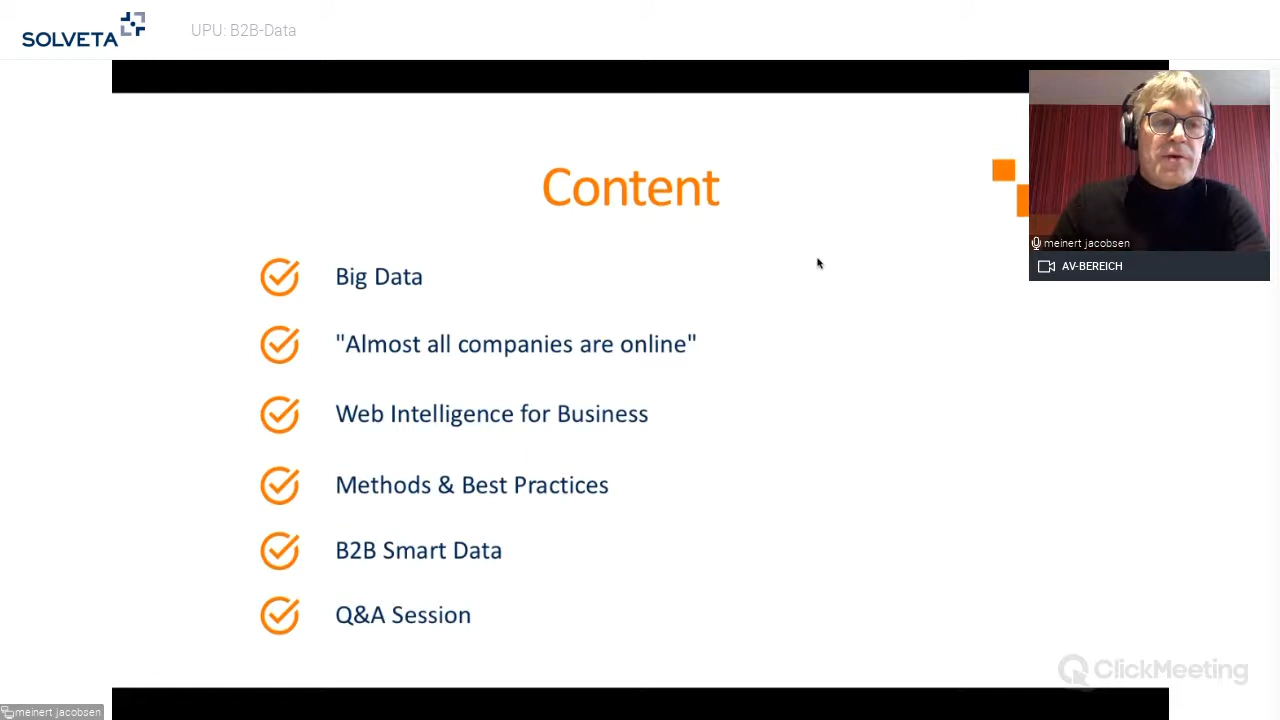 SOLVETA
UPU: B2B-Data
Content
Big Data
"Almost all companies are online"
Web Intelligence for Business
Methods & Best Practices
B2B Smart Data
Q&A Session
meinert jacobsen
AV-BEREICH
ClickMeeting
meinert jacobsen